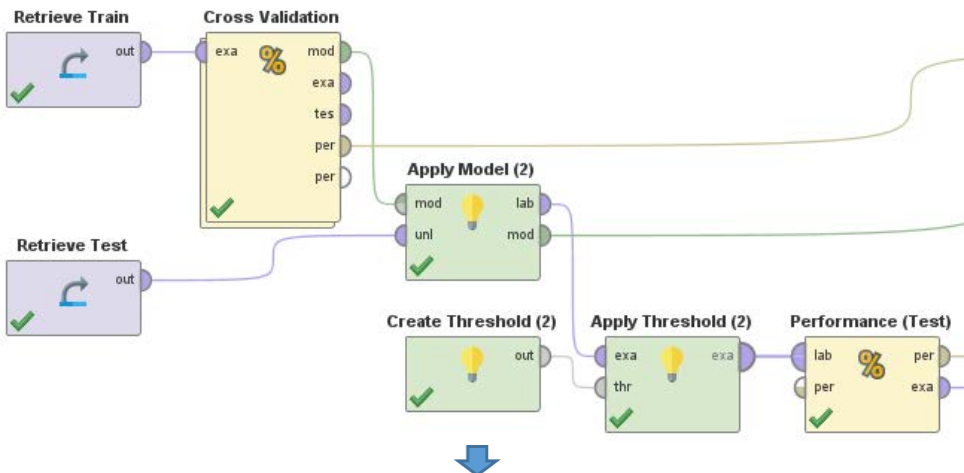 Retrieve Train
out
Cross Validation
exa
mod
exa
tes
per
per
Retrieve Test
out
Apply Model (2)
mod
lab
unl
mod
Create Threshold (2)
out
Apply Threshold (2)
exa
exa
thr
Performance (Test)
lab
per
per
exa
%
%